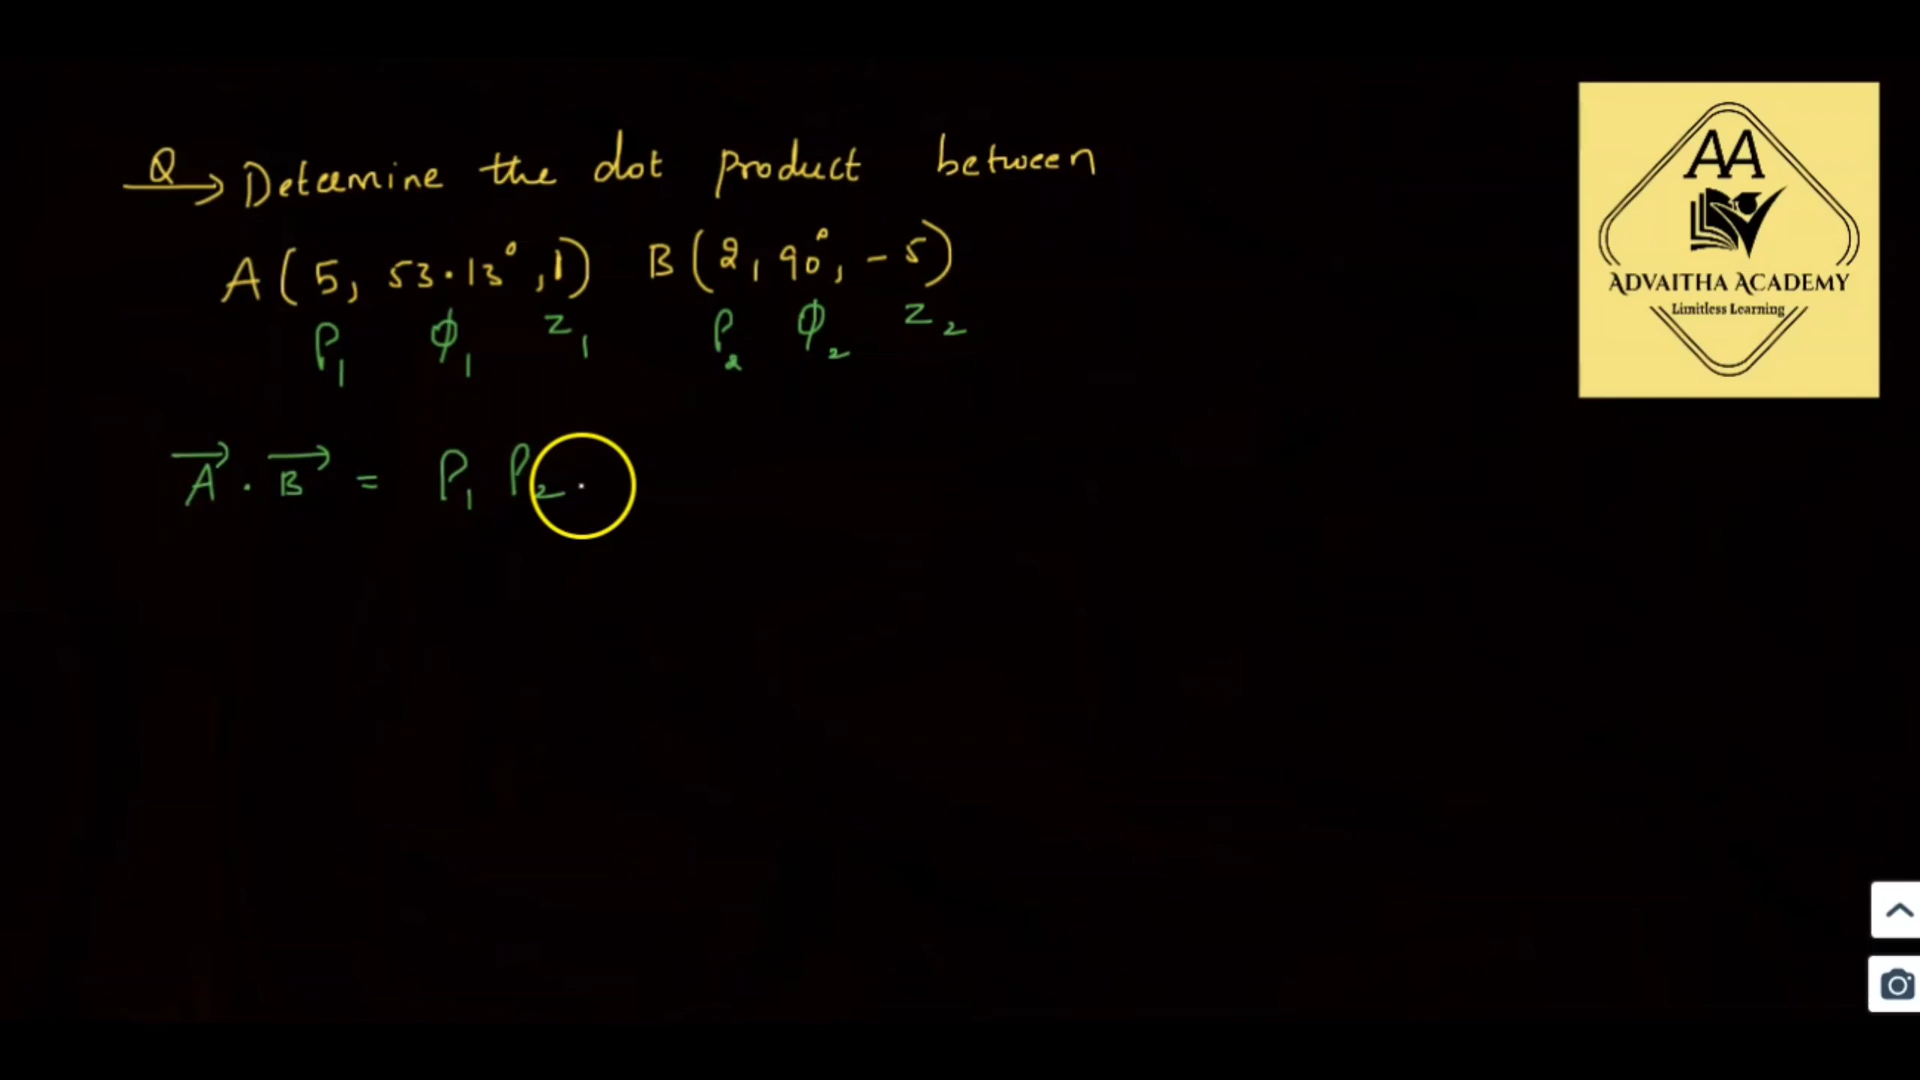 Q→ Determine the dot product between
A(5, 53.13°, 1) B(2, 90°, -5)
ρ₁ φ₁ z₁ ρ₂ φ₂ z₂
A⃗ . B⃗ = ρ₁ ρ₂
AA
ADVAITHA ACADEMY
Limitless Learning